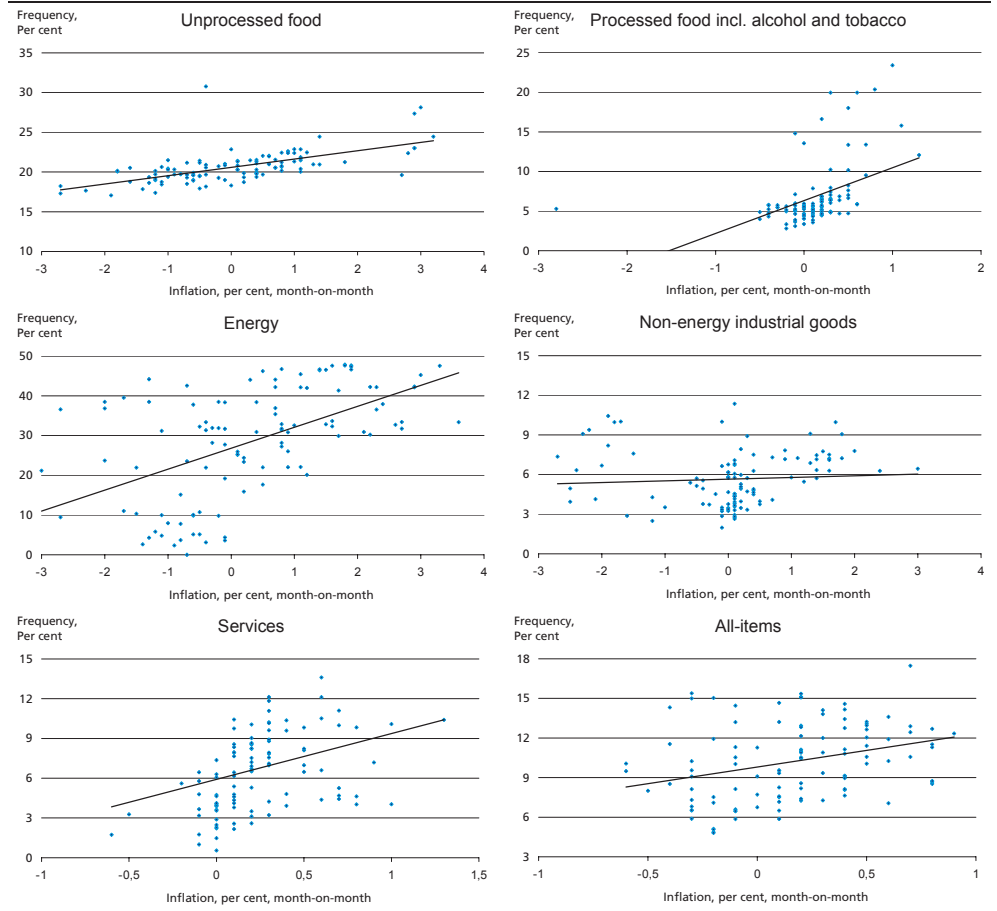 Frequency,
Per cent
Unprocessed food
35
30
25
20
15
10
-3 -2 -1 0 1 2 3 4
Inflation, per cent, month-on-month
Frequency,
Per cent
Processed food incl. alcohol and tobacco
25
20
15
10
5
0
-3 -2 -1 0 1 2
Inflation, per cent, month-on-month
Frequency,
Per cent
Energy
50
40
30
20
10
0
-3 -2 -1 0 1 2 3 4
Inflation, per cent, month-on-month
Frequency,
Per cent
Non-energy industrial goods
15
12
9
6
3
0
-3 -2 -1 0 1 2 3 4
Inflation, per cent, month-on-month
Frequency,
Per cent
Services
15
12
9
6
3
0
-1 -0,5 0 0,5 1 1,5
Inflation, per cent, month-on-month
Frequency,
Per cent
All-items
18
15
12
9
6
3
-1 -0,5 0 0,5 1
Inflation, per cent, month-on-month